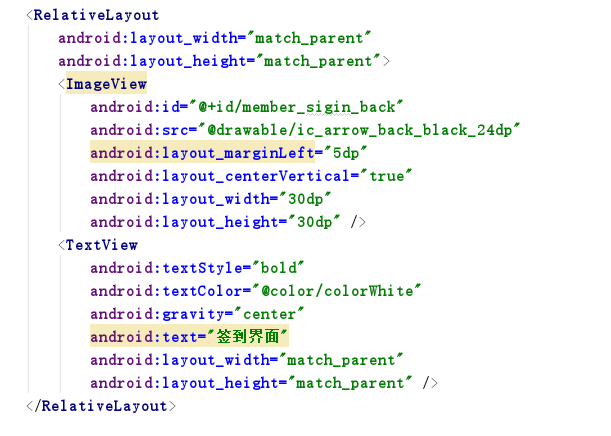 <RelativeLayout
android:layout_width="match_parent"
android:layout_height="match_parent">
<ImageView
android:id="@+id/member_sigin_back"
android:src="@drawable/ic_arrow_back_black_24dp"
android:layout_marginLeft="5dp"
android:layout_centerVertical="true"
android:layout_width="30dp"
android:layout_height="30dp" />
<TextView
android:textStyle="bold"
android:textColor="@color/colorWhite"
android:gravity="center"
android:text="签到界面"
android:layout_width="match_parent"
android:layout_height="match_parent" />
</RelativeLayout>